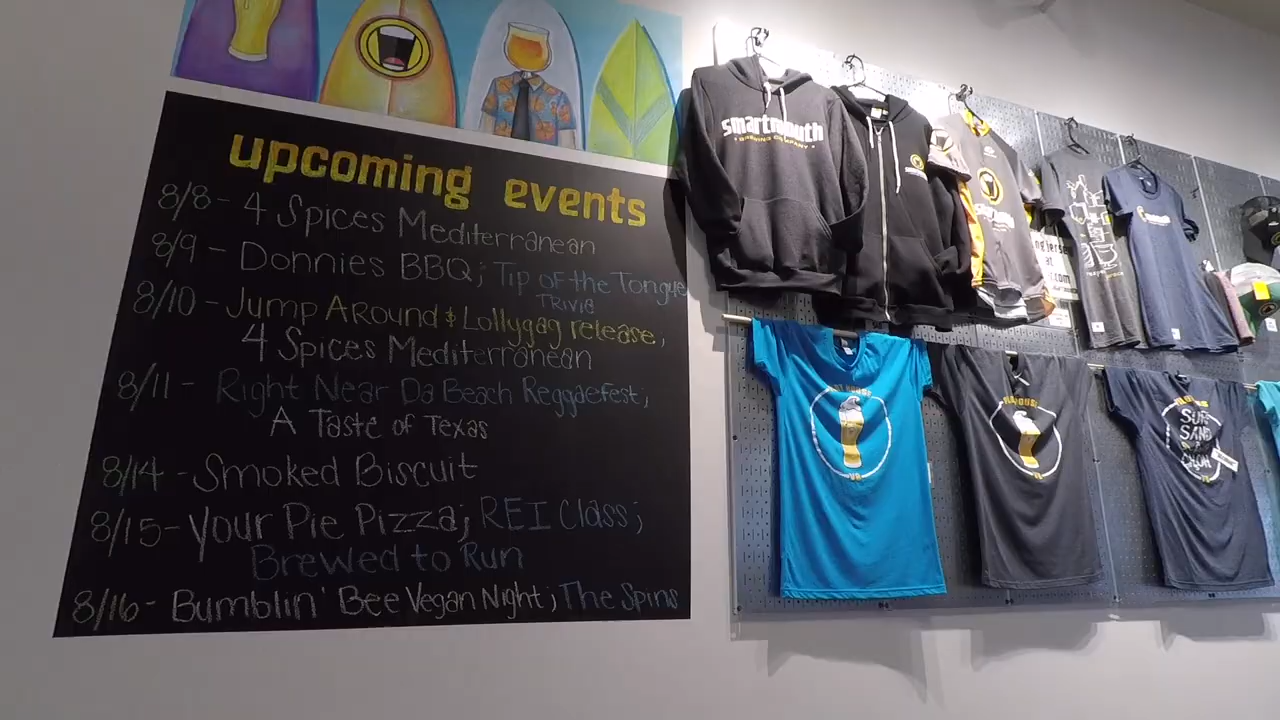 upcoming events
8/8 - 4 Spices Mediterranean
8/9 - Donnies BBQ; Tip of the Tongue
Trivia
8/10 - Jump Around & Lollygag release,
4 Spices Mediterranean
8/11 - Right Near Da Beach Reggaefest;
A Taste of Texas
8/14 - Smoked Biscuit
8/15 - Your Pie Pizza; REI Class;
Brewed to Run
8/16 - Bumblin' Bee Vegan Night; The Spins
smartmouth
BREWING COMPANY
SUN
SAND